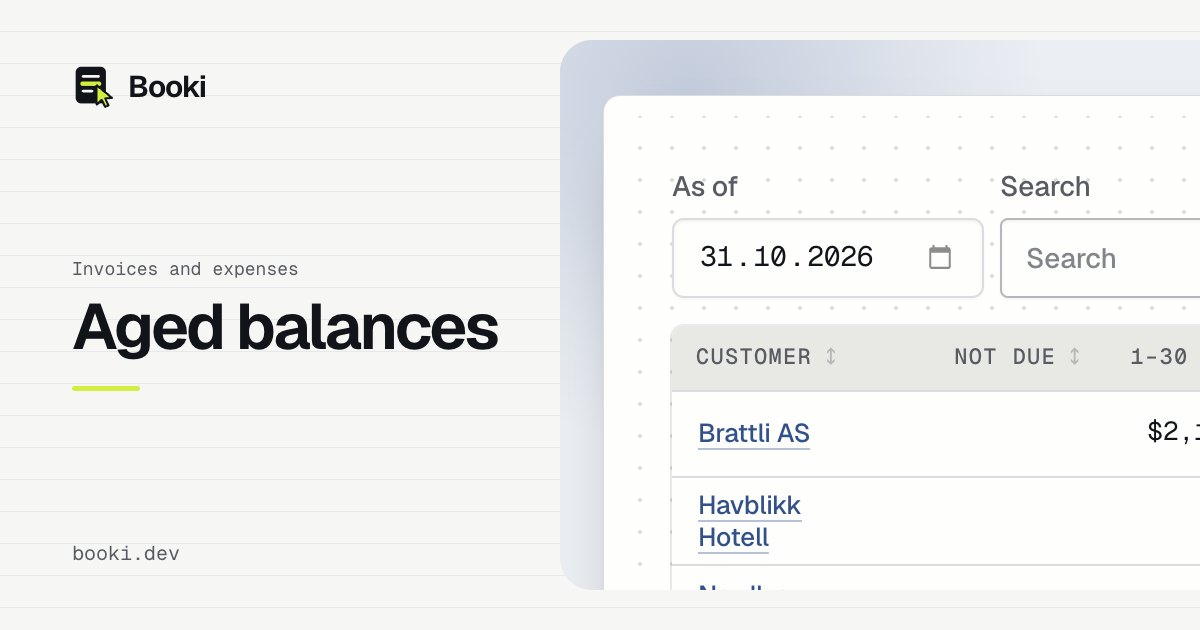 Booki
Invoices and expenses
Aged balances
booki.dev
As of
Search
31.10.2026
Search
CUSTOMER
NOT DUE
1-30
Brattli AS
Havblikk
Hotell